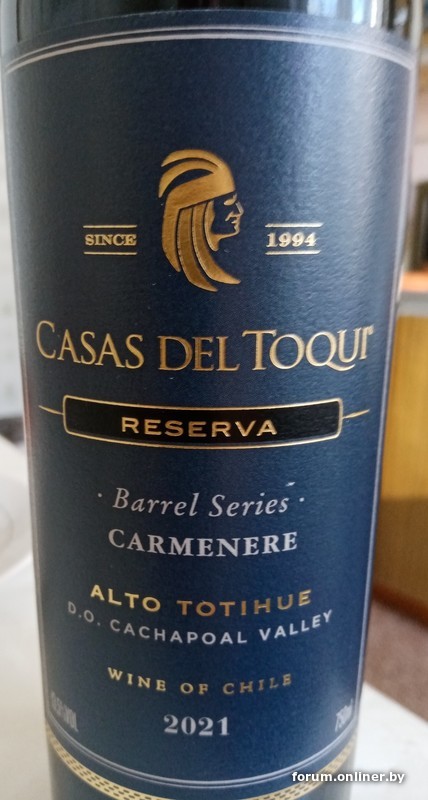 SINCE 1994
CASAS DEL TOQUI
RESERVA
· Barrel Series ·
CARMENERE
ALTO TOTIHUE
D.O. CACHAPOAL VALLEY
WINE OF CHILE
2021
forum.onliner.by